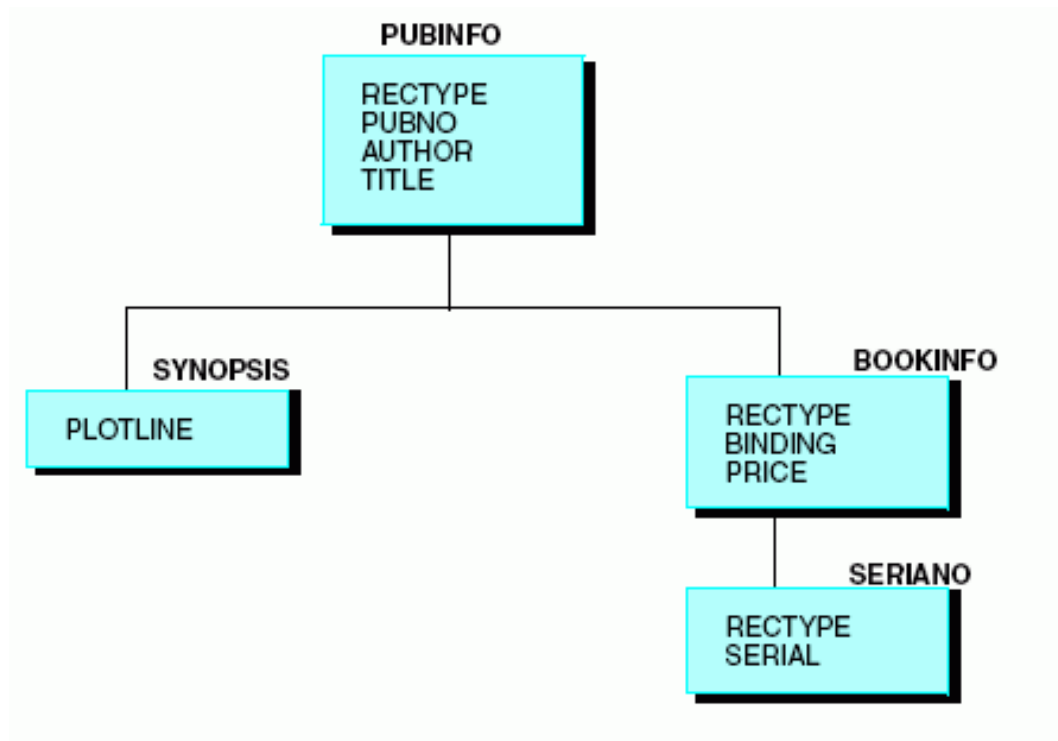 PUBINFO
RECTYPE
PUBNO
AUTHOR
TITLE
SYNOPSIS
PLOTLINE
BOOKINFO
RECTYPE
BINDING
PRICE
SERIANO
RECTYPE
SERIAL